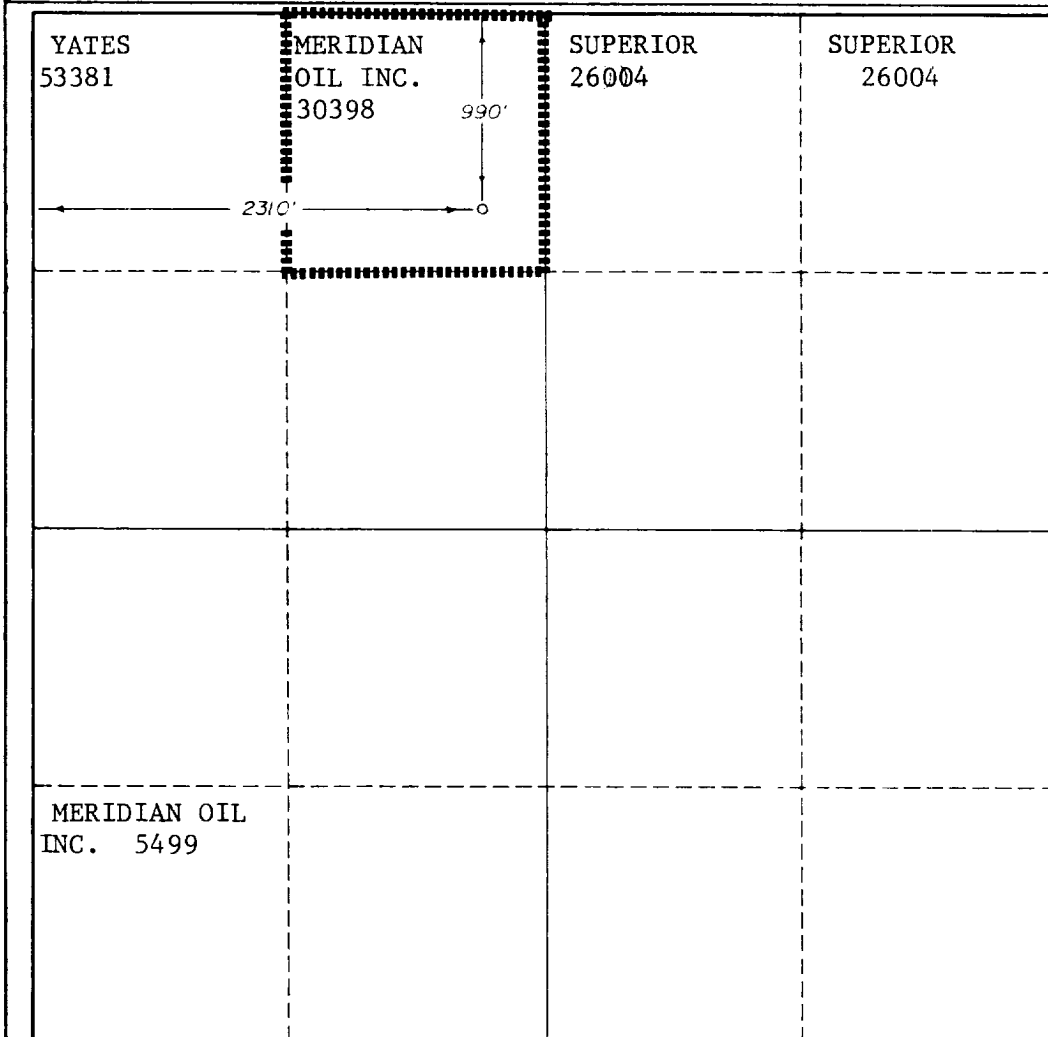 YATES
53381
MERIDIAN
OIL INC.
30398
990'
SUPERIOR
26004
SUPERIOR
26004
2310'
MERIDIAN OIL
INC. 5499